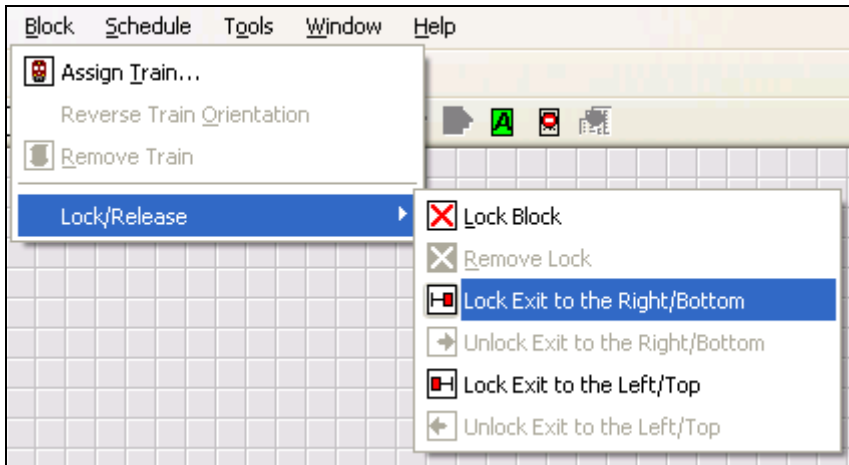 Block Schedule Tools Window Help
Assign Train...
Reverse Train Orientation
Remove Train
Lock/Release
A
Lock Block
Remove Lock
Lock Exit to the Right/Bottom
Unlock Exit to the Right/Bottom
Lock Exit to the Left/Top
Unlock Exit to the Left/Top